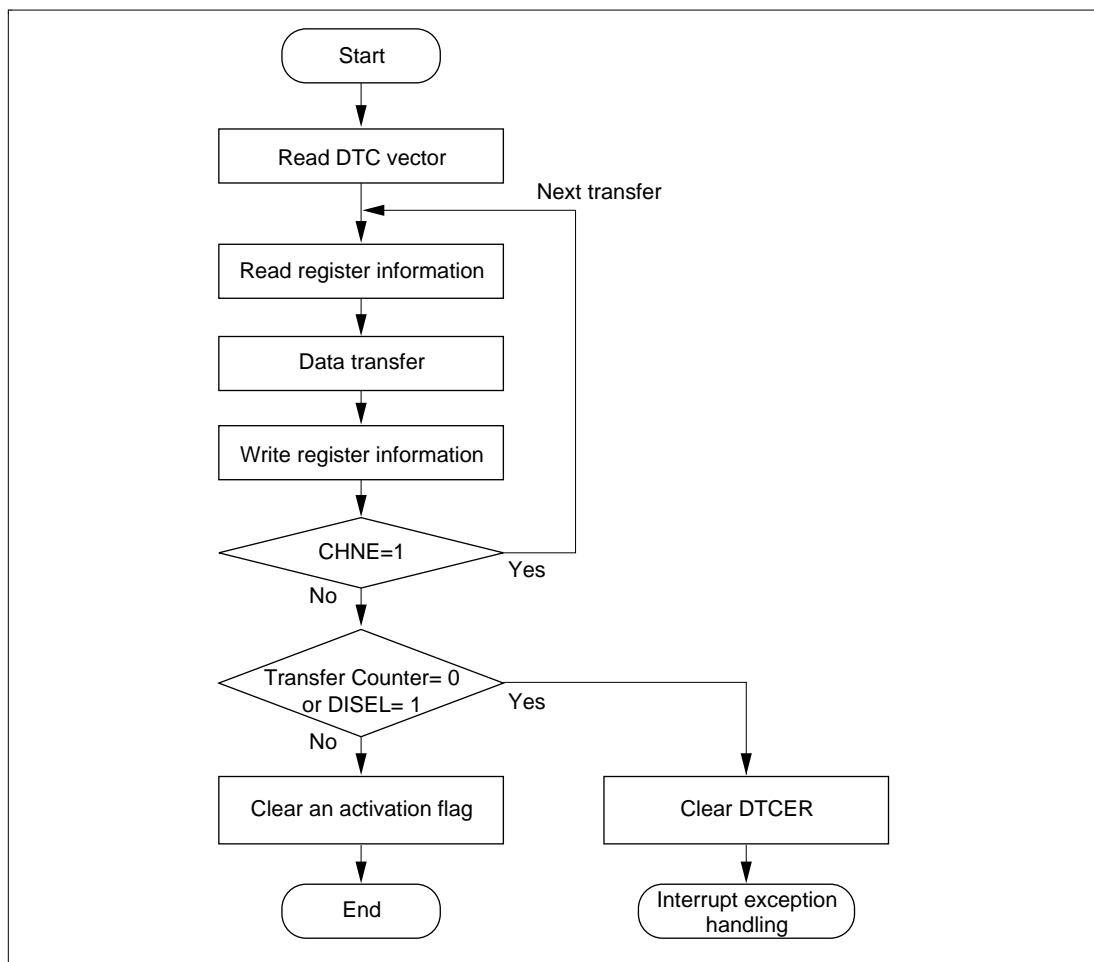 Start
Read DTC vector
Next transfer
Read register information
Data transfer
Write register information
CHNE=1
Yes
No
Transfer Counter= 0
or DISEL= 1
Yes
No
Clear an activation flag
Clear DTCER
End
Interrupt exception
handling